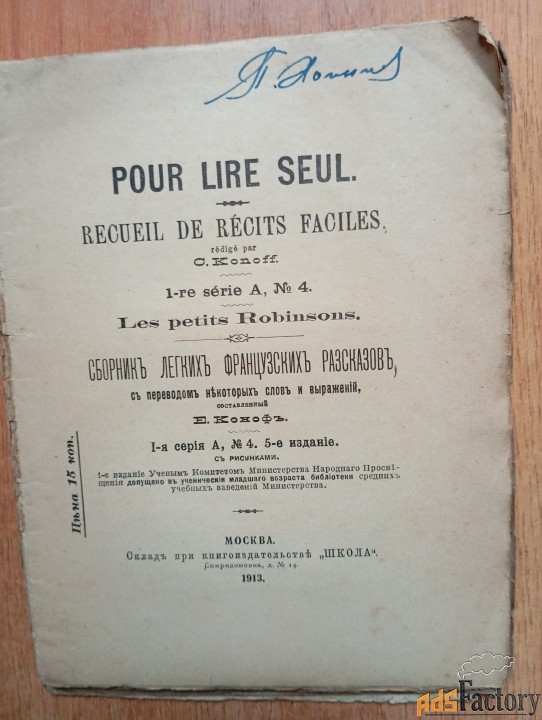 POUR LIRE SEUL.
RECUEIL DE RÉCITS FACILES,
rédigé par
C. Konoff.
1-re série A, № 4.
Les petits Robinsons.
СБОРНИКЪ ЛЕГКИХЪ ФРАНЦУЗСКИХЪ РАЗСКАЗОВЪ,
съ переводомъ нѣкоторыхъ словъ и выраженій,
составленный
Е. Конофъ.
I-я серія А, № 4. 5-е изданіе.
СЪ РИСУНКАМИ.
1-е изданіе Ученымъ Комитетомъ Министерства Народнаго Просвѣ-
щенія допущено въ ученическія младшаго возраста библіотеки среднихъ
учебныхъ заведеній Министерства.
Цѣна 15 коп.
МОСКВА.
Складъ при книгоиздательствѣ „ШКОЛА“.
Спиридоновка, д. № 14.
1913.
adsFactory